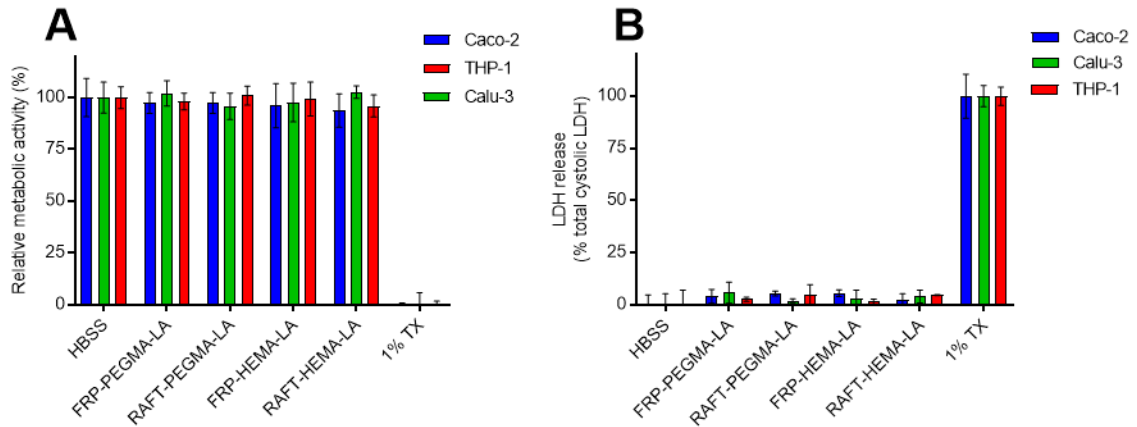 A
Caco-2
THP-1
Calu-3
Relative metabolic activity (%)
100
75
50
25
0
HBSS
FRP-PEGMA-LA
RAFT-PEGMA-LA
FRP-HEMA-LA
RAFT-HEMA-LA
1% TX
B
Caco-2
Calu-3
THP-1
LDH release
(% total cystolic LDH)
100
75
50
25
0
HBSS
FRP-PEGMA-LA
RAFT-PEGMA-LA
FRP-HEMA-LA
RAFT-HEMA-LA
1% TX